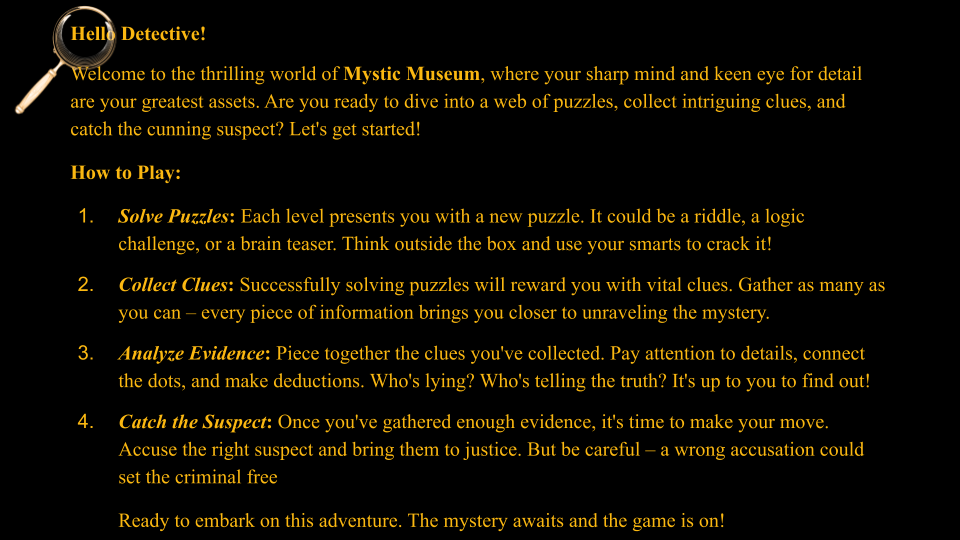 Hello Detective!
Welcome to the thrilling world of Mystic Museum, where your sharp mind and keen eye for detail
are your greatest assets. Are you ready to dive into a web of puzzles, collect intriguing clues, and
catch the cunning suspect? Let's get started!
How to Play:
1. Solve Puzzles: Each level presents you with a new puzzle. It could be a riddle, a logic
challenge, or a brain teaser. Think outside the box and use your smarts to crack it!
2. Collect Clues: Successfully solving puzzles will reward you with vital clues. Gather as many as
you can – every piece of information brings you closer to unraveling the mystery.
3. Analyze Evidence: Piece together the clues you've collected. Pay attention to details, connect
the dots, and make deductions. Who's lying? Who's telling the truth? It's up to you to find out!
4. Catch the Suspect: Once you've gathered enough evidence, it's time to make your move.
Accuse the right suspect and bring them to justice. But be careful – a wrong accusation could
set the criminal free
Ready to embark on this adventure. The mystery awaits and the game is on!